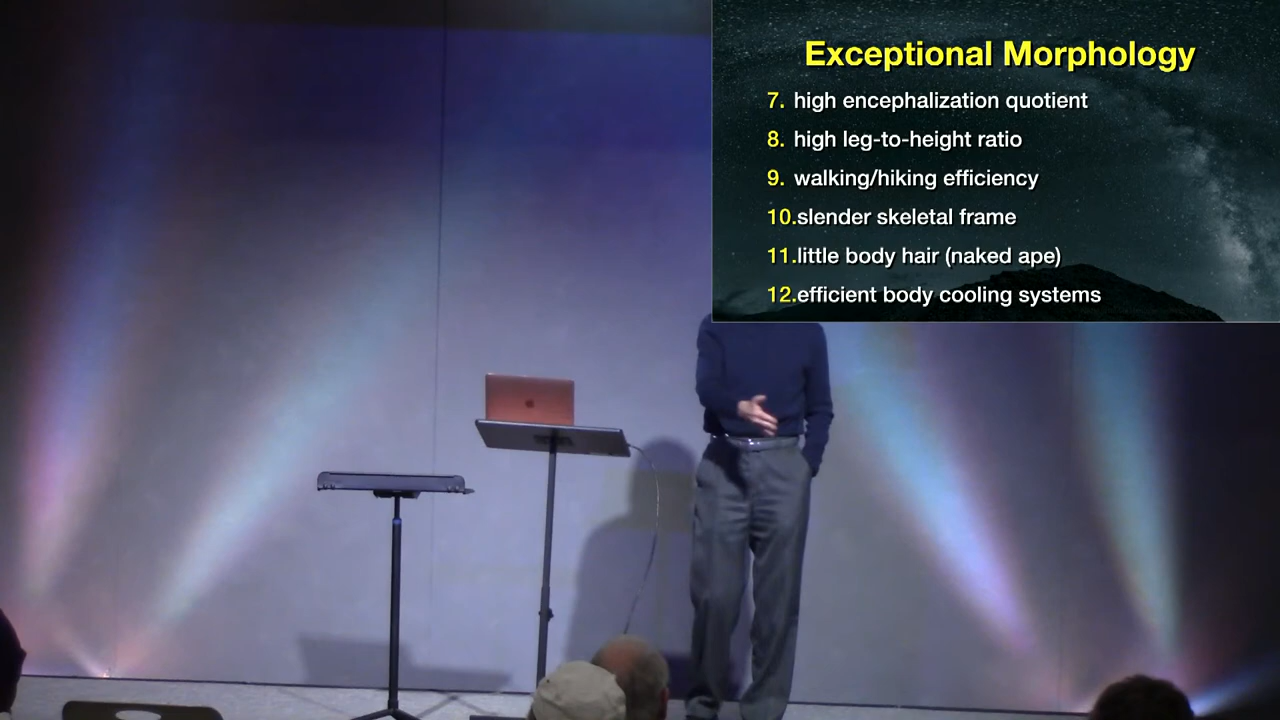 Exceptional Morphology
7. high encephalization quotient
8. high leg-to-height ratio
9. walking/hiking efficiency
10.slender skeletal frame
11.little body hair (naked ape)
12.efficient body cooling systems